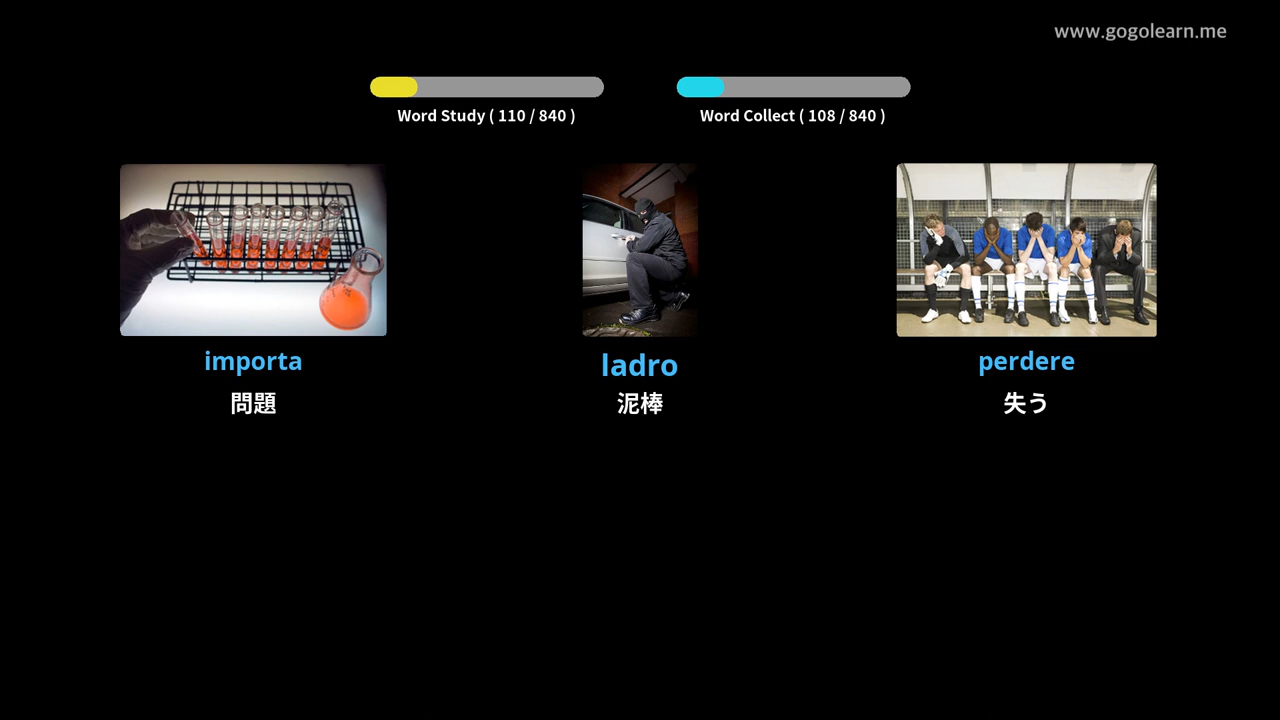 www.gogolearn.me
Word Study ( 110 / 840 )
Word Collect ( 108 / 840 )
importa
ladro
perdere
問題
泥棒
失う